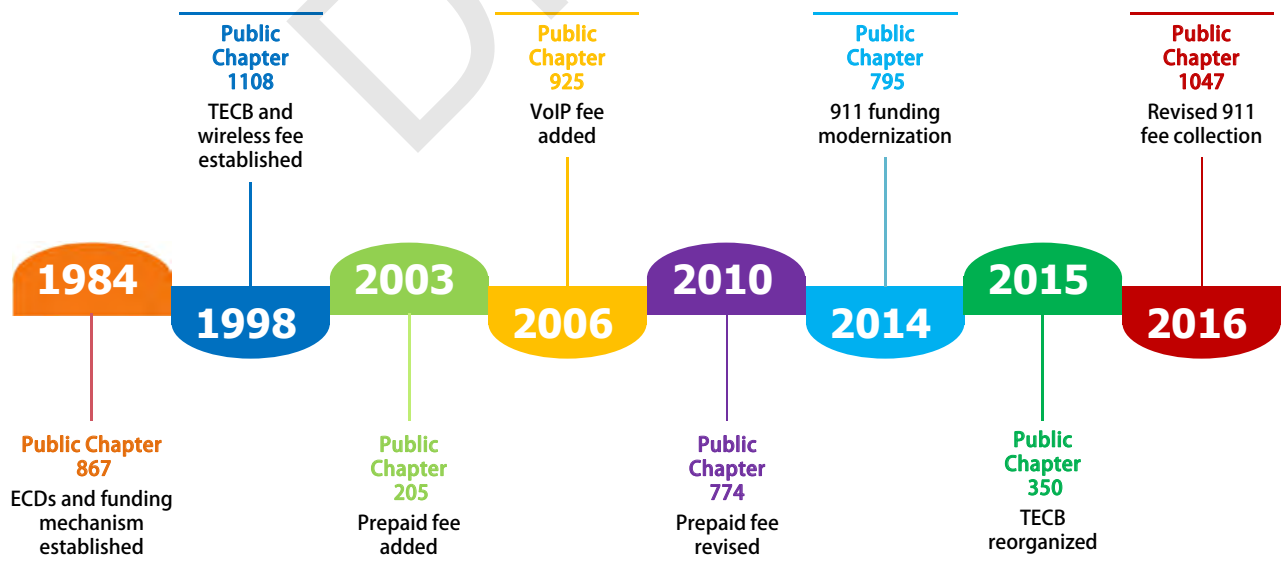 Public
Chapter
1108
TECB and
wireless fee
established
Public
Chapter
925
VoIP fee
added
Public
Chapter
795
911 funding
modernization
Public
Chapter
1047
Revised 911
fee collection
1984
1998
2003
2006
2010
2014
2015
2016
Public Chapter
867
ECDs and funding
mechanism
established
Public
Chapter
205
Prepaid fee
added
Public
Chapter
774
Prepaid fee
revised
Public
Chapter
350
TECB
reorganized